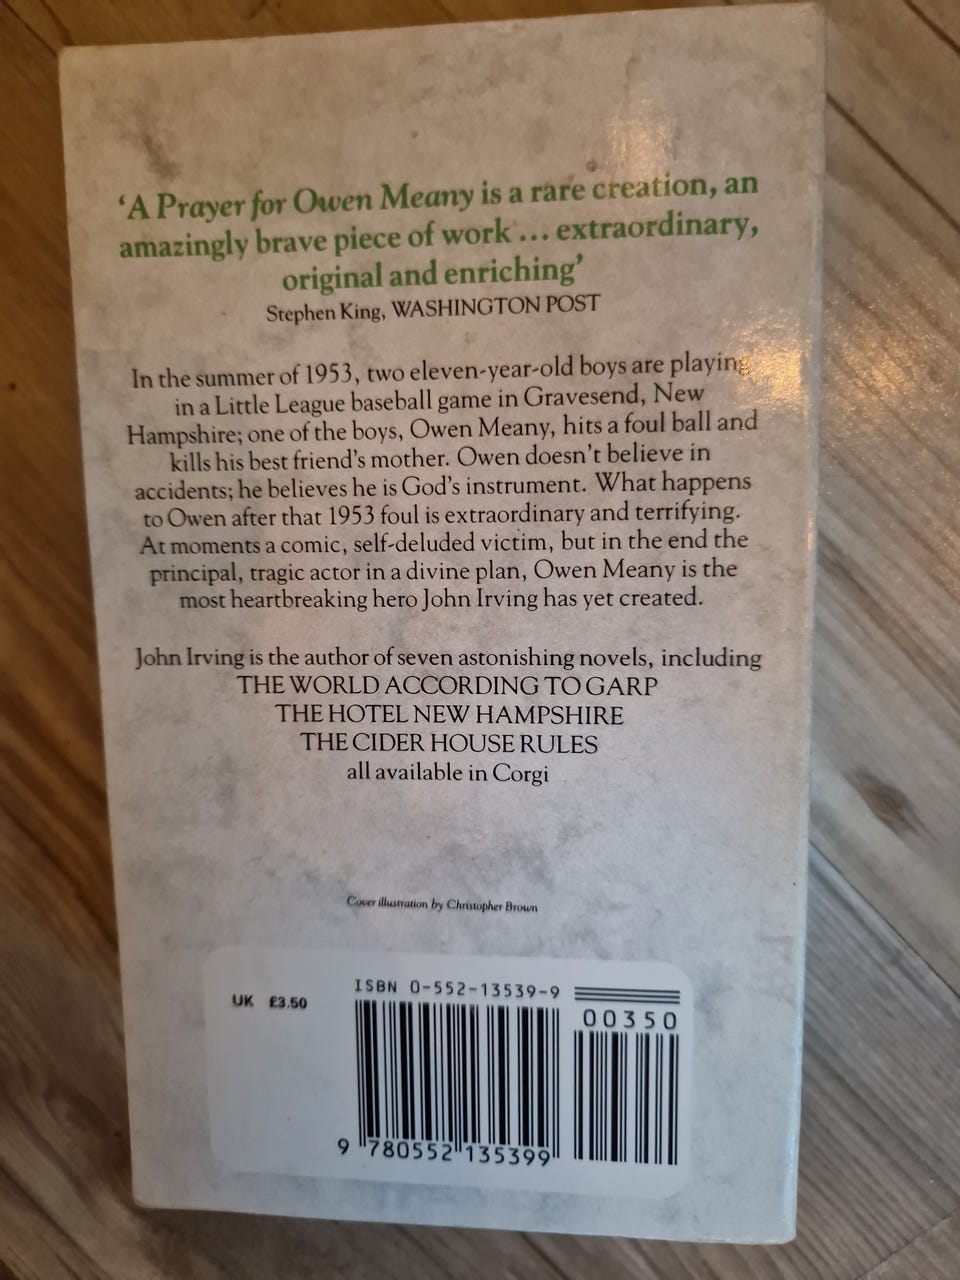 'A Prayer for Owen Meany is a rare creation, an
amazingly brave piece of work ... extraordinary,
original and enriching'
Stephen King, WASHINGTON POST
In the summer of 1953, two eleven-year-old boys are playing
in a Little League baseball game in Gravesend, New
Hampshire; one of the boys, Owen Meany, hits a foul ball and
kills his best friend's mother. Owen doesn't believe in
accidents; he believes he is God's instrument. What happens
to Owen after that 1953 foul is extraordinary and terrifying.
At moments a comic, self-deluded victim, but in the end the
principal, tragic actor in a divine plan, Owen Meany is the
most heartbreaking hero John Irving has yet created.
John Irving is the author of seven astonishing novels, including
THE WORLD ACCORDING TO GARP
THE HOTEL NEW HAMPSHIRE
THE CIDER HOUSE RULES
all available in Corgi
Cover illustration by Christopher Brown
UK £3.50
ISBN 0-552-13539-9
00350
9 780552 135399